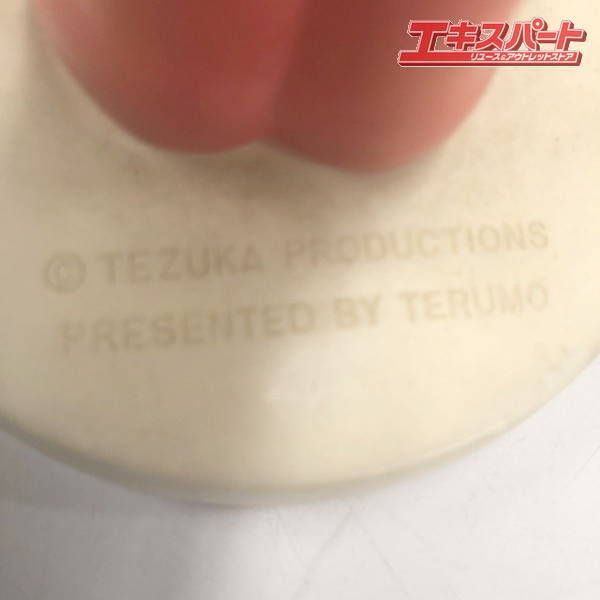 エキスパート
リユース&アウトレットストア
© TEZUKA PRODUCTIONS
PRESENTED BY TERUMO